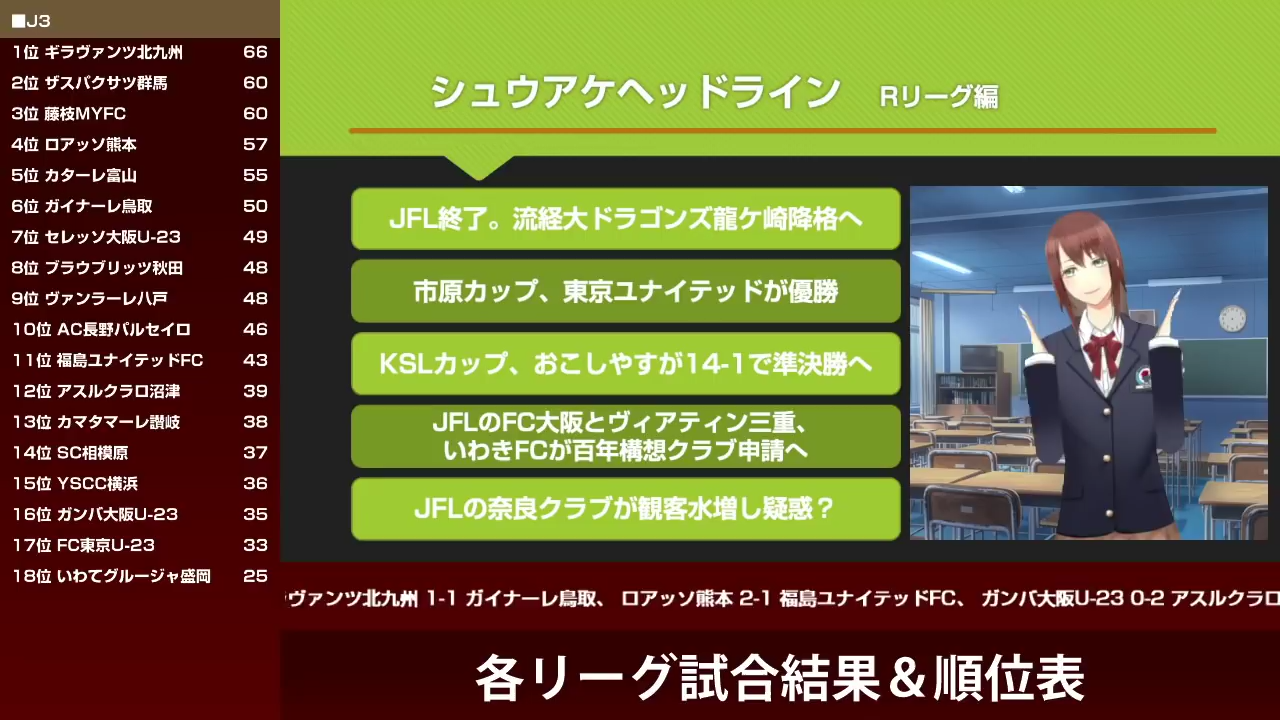 ■J3
1位 ギラヴァンツ北九州 66
2位 ザスパクサツ群馬 60
3位 藤枝MYFC 60
4位 ロアッソ熊本 57
5位 カターレ富山 55
6位 ガイナーレ鳥取 50
7位 セレッソ大阪U-23 49
8位 ブラウブリッツ秋田 48
9位 ヴァンラーレ八戸 48
10位 AC長野パルセイロ 46
11位 福島ユナイテッドFC 43
12位 アスルクラロ沼津 39
13位 カマタマーレ讃岐 38
14位 SC相模原 37
15位 YSCC横浜 36
16位 ガンバ大阪U-23 35
17位 FC東京U-23 33
18位 いわてグルージャ盛岡 25
シュウアケヘッドライン Rリーグ編
JFL終了。流経大ドラゴンズ龍ケ崎降格へ
市原カップ、東京ユナイテッドが優勝
KSLカップ、おこしやすが14-1で準決勝へ
JFLのFC大阪とヴィアティン三重、
いわきFCが百年構想クラブ申請へ
JFLの奈良クラブが観客水増し疑惑？
ヴァンツ北九州 1-1 ガイナーレ鳥取、 ロアッソ熊本 2-1 福島ユナイテッドFC、 ガンバ大阪U-23 0-2 アスルクラロ
各リーグ試合結果＆順位表